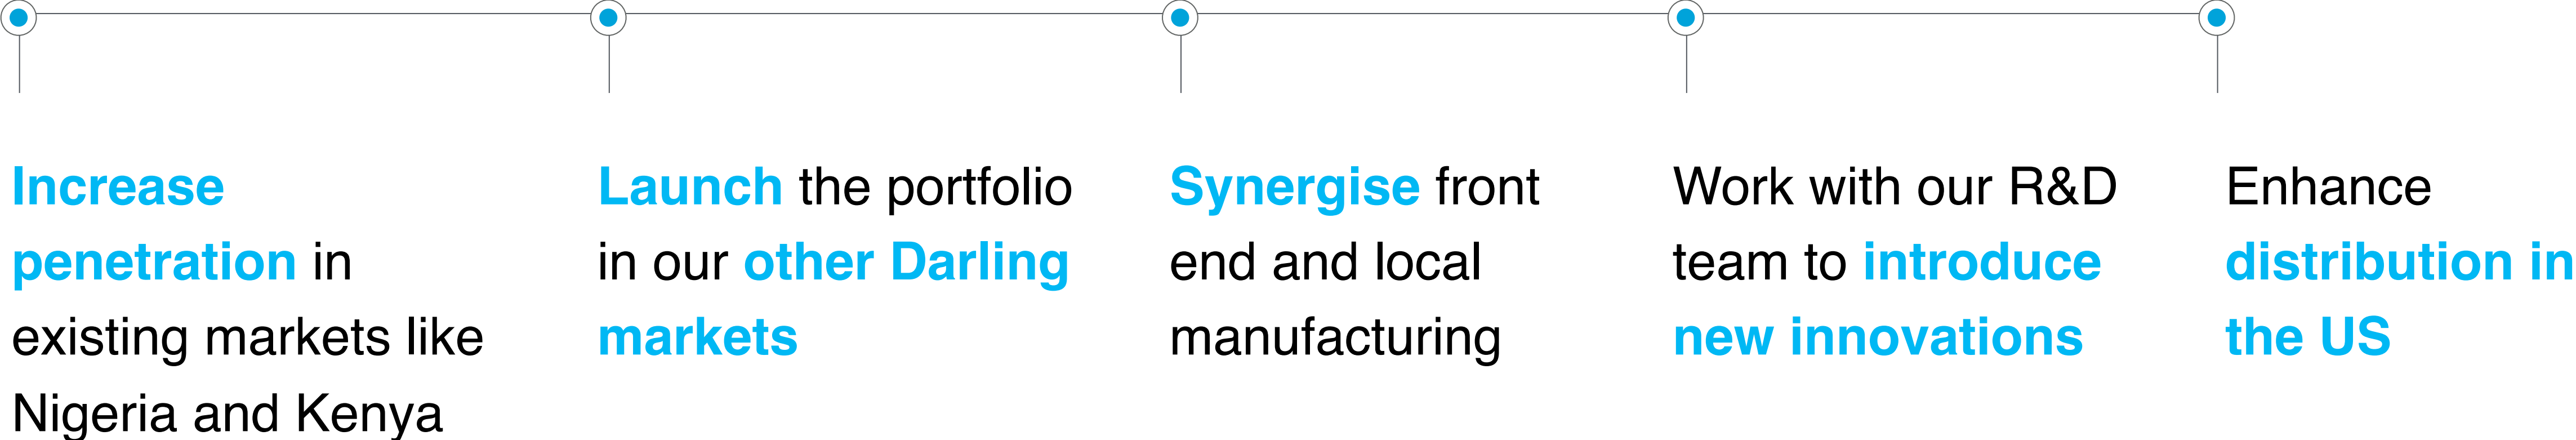 Increase
penetration in
existing markets like
Nigeria and Kenya
Launch the portfolio
in our other Darling
markets
Synergise front
end and local
manufacturing
Work with our R&D
team to introduce
new innovations
Enhance
distribution in
the US